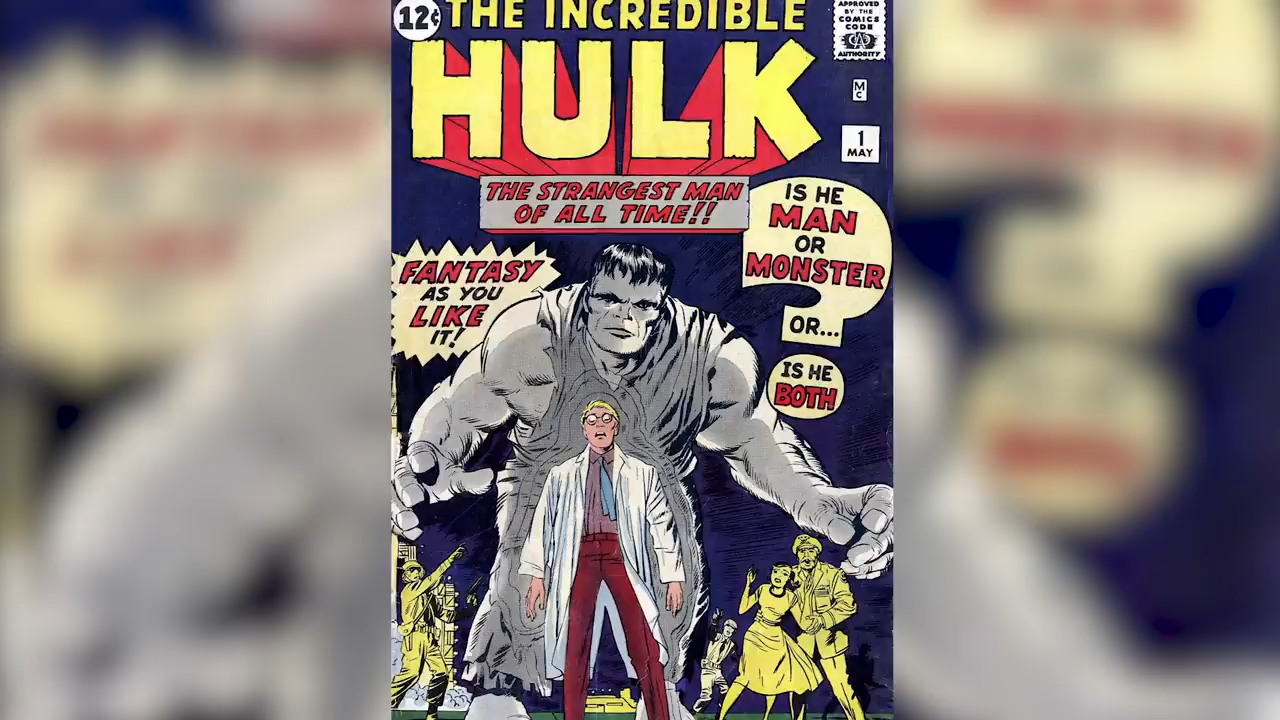 12¢
THE INCREDIBLE
HULK
APPROVED
BY THE
COMICS
CODE
CA
AUTHORITY
M
C
1
MAY
THE STRANGEST MAN
OF ALL TIME!!
IS HE
MAN
OR
MONSTER
OR...
IS HE
BOTH
FANTASY
AS YOU
LIKE
IT!